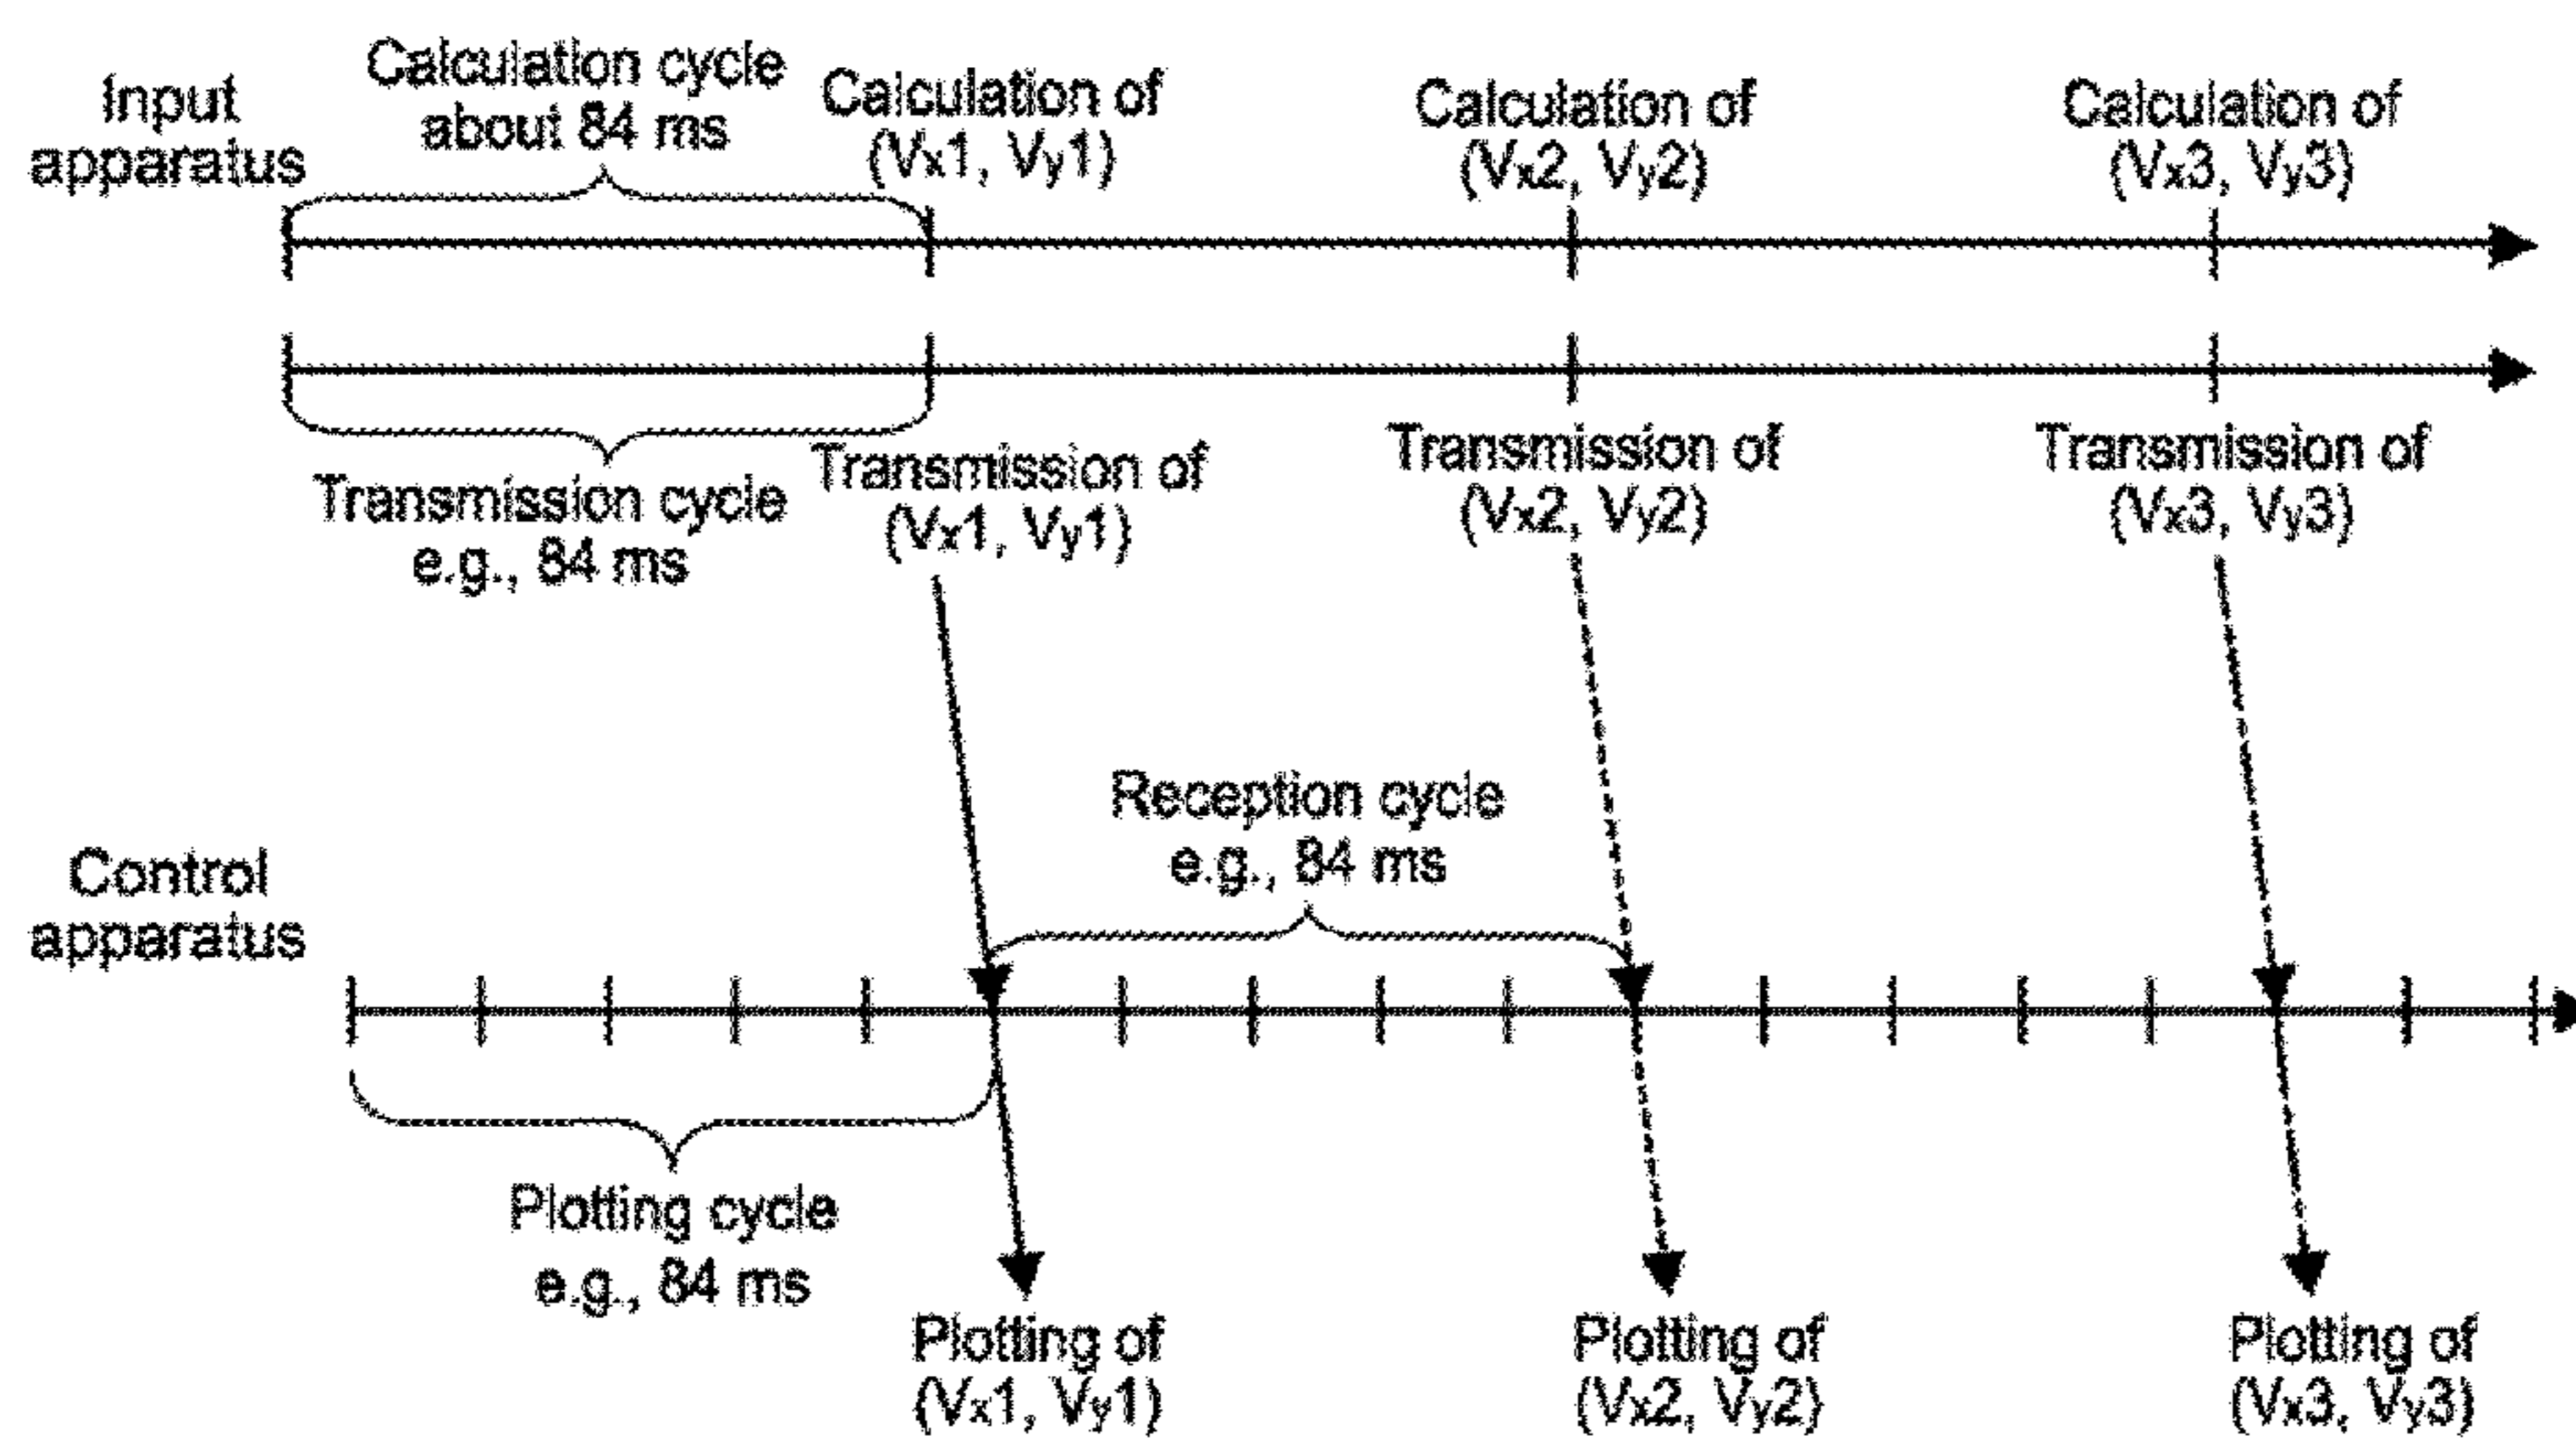 Input
apparatus
Calculation cycle
about 84 ms
Calculation of
(Vx1, Vy1)
Calculation of
(Vx2, Vy2)
Calculation of
(Vx3, Vy3)
Transmission cycle
e.g., 84 ms
Transmission of
(Vx1, Vy1)
Transmission of
(Vx2, Vy2)
Transmission of
(Vx3, Vy3)
Reception cycle
e.g., 84 ms
Control
apparatus
Plotting cycle
e.g., 84 ms
Plotting of
(Vx1, Vy1)
Plotting of
(Vx2, Vy2)
Plotting of
(Vx3, Vy3)